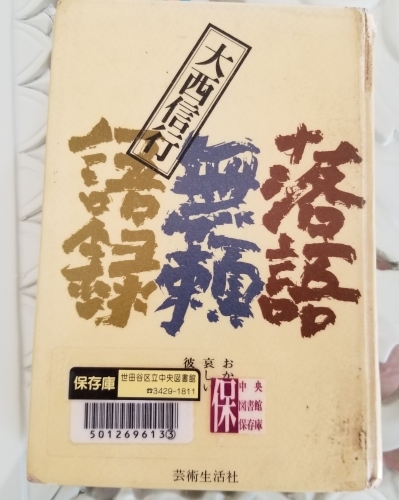 大西信行
落語
無頼
語録
おか
哀しい
彼
保存庫
世田谷区立中央図書館
☎3429-1811
501269613③
保
中央
図書館
保存庫
芸術生活社